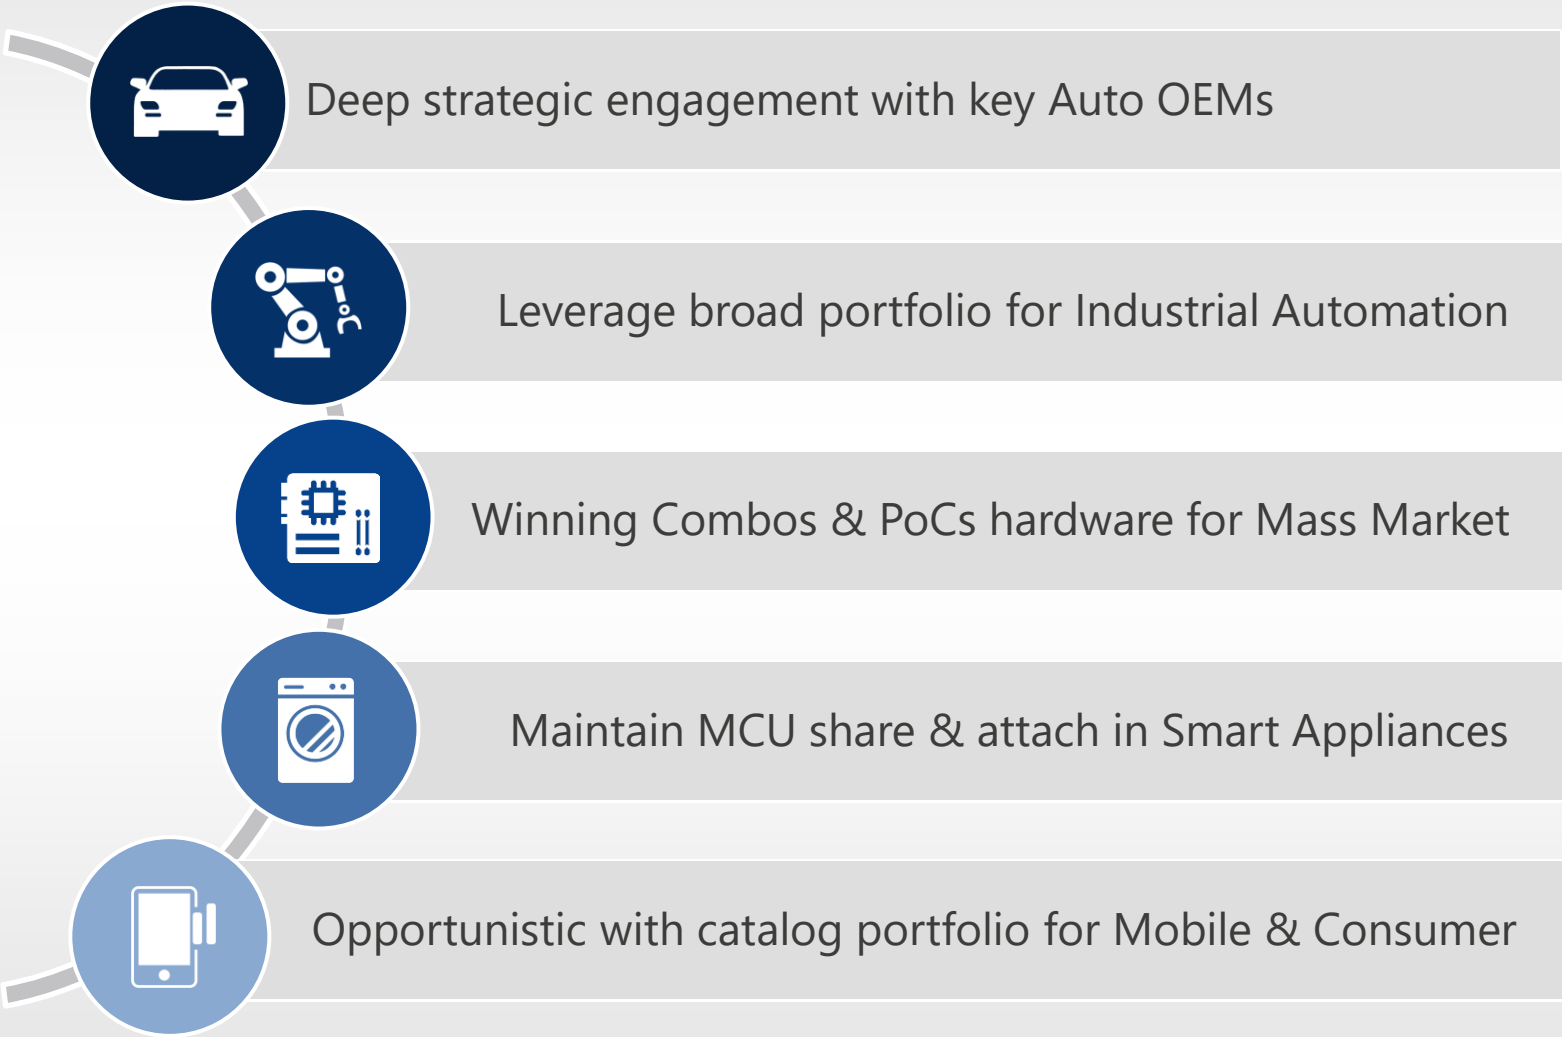 Deep strategic engagement with key Auto OEMs
Leverage broad portfolio for Industrial Automation
Winning Combos & PoCs hardware for Mass Market
Maintain MCU share & attach in Smart Appliances
Opportunistic with catalog portfolio for Mobile & Consumer